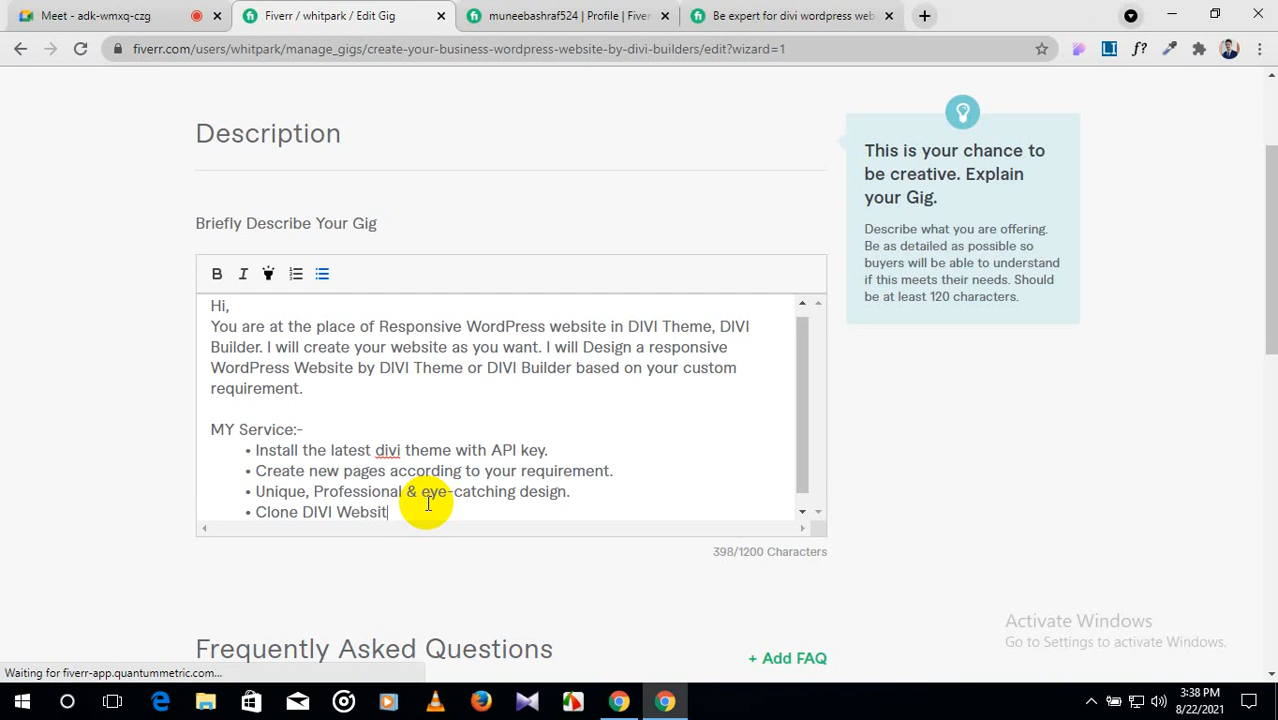 Meet - adk-wmxq-czg
Fiverr / whitpark / Edit Gig
muneebashraf524 | Profile | Fiverr
Be expert for divi wordpress web
fiverr.com/users/whitpark/manage_gigs/create-your-business-wordpress-website-by-divi-builders/edit?wizard=1
Description
This is your chance to
be creative. Explain
your Gig.
Describe what you are offering.
Be as detailed as possible so
buyers will be able to understand
if this meets their needs. Should
be at least 120 characters.
Briefly Describe Your Gig
B I
Hi,
You are at the place of Responsive WordPress website in DIVI Theme, DIVI
Builder. I will create your website as you want. I will Design a responsive
WordPress Website by DIVI Theme or DIVI Builder based on your custom
requirement.
MY Service:-
• Install the latest divi theme with API key.
• Create new pages according to your requirement.
• Unique, Professional & eye-catching design.
• Clone DIVI Websit
398/1200 Characters
Frequently Asked Questions
+ Add FAQ
Activate Windows
Go to Settings to activate Windows.
Waiting for fiverr-app.quantummetric.com...
3:38 PM
8/22/2021